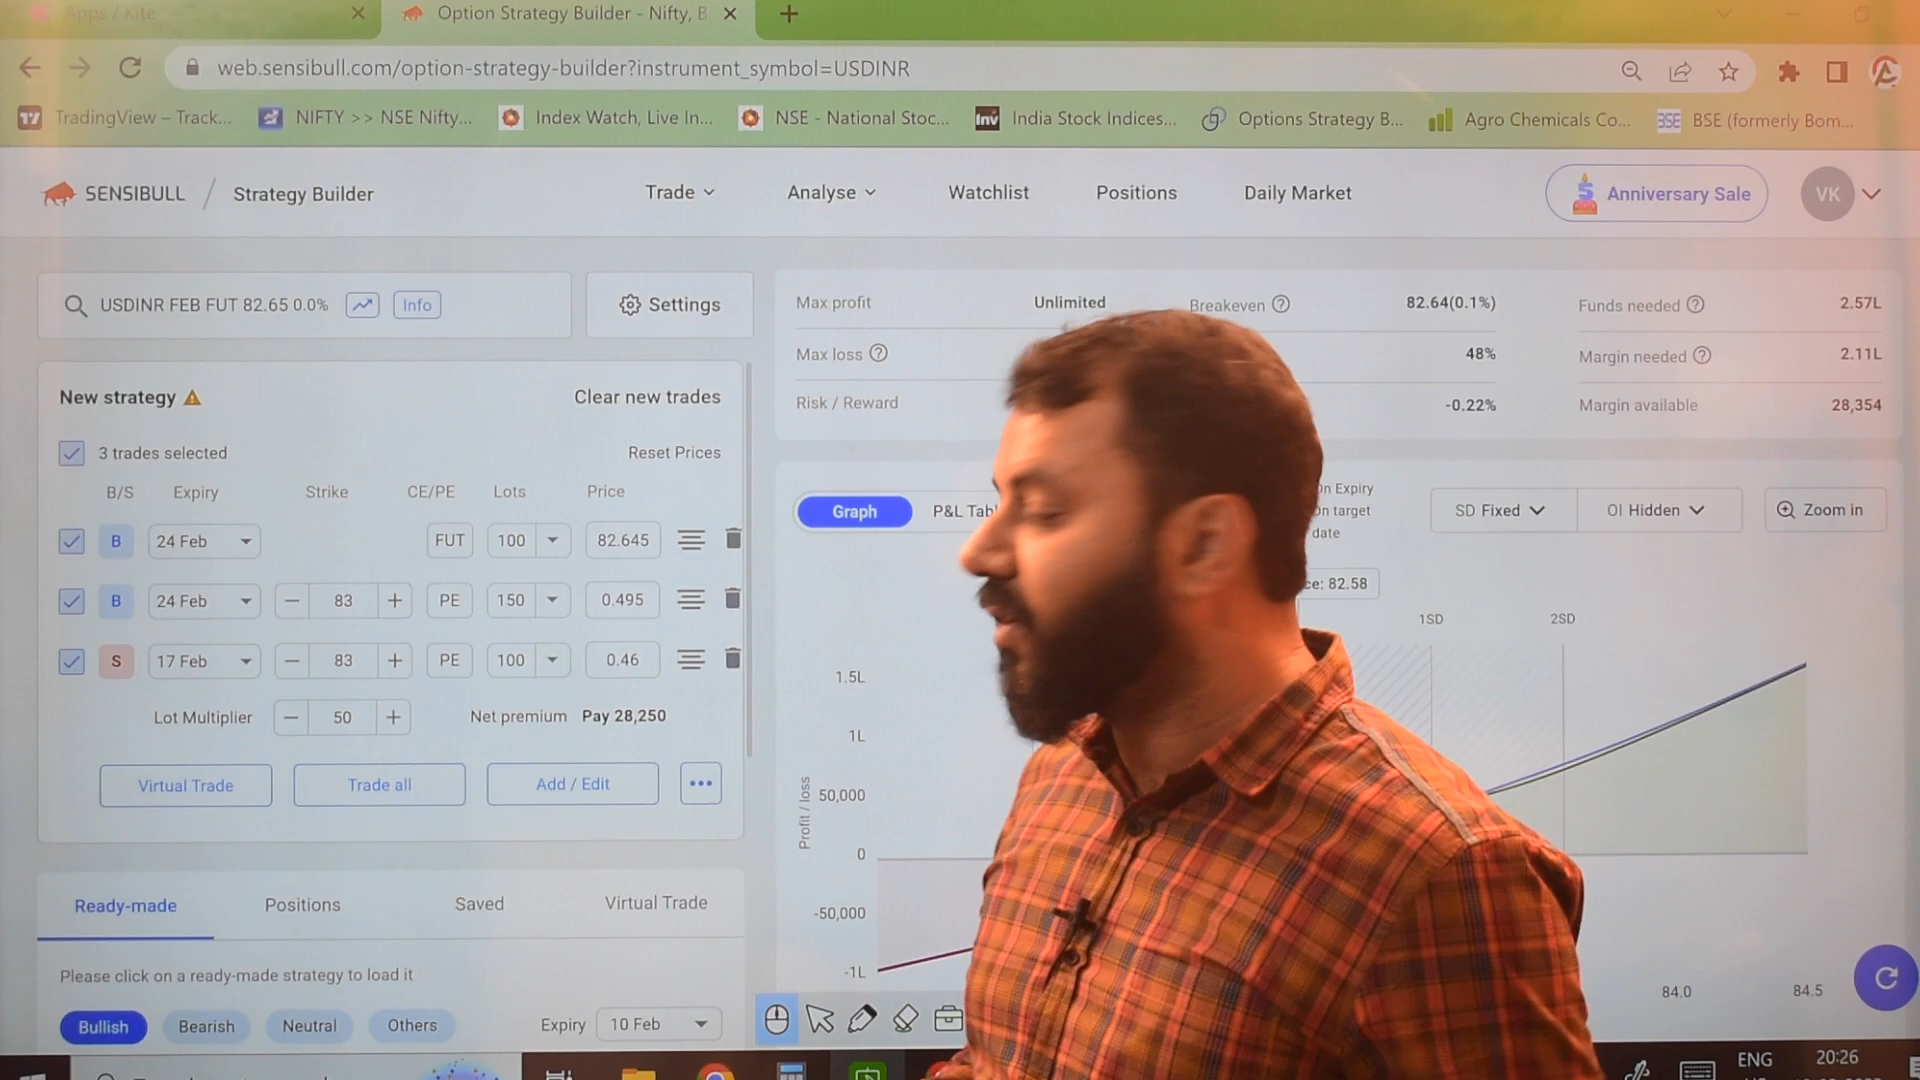 Apps / Kite
Option Strategy Builder - Nifty, B
web.sensibull.com/option-strategy-builder?instrument_symbol=USDINR
TradingView – Track...
NIFTY >> NSE Nifty...
Index Watch, Live In...
NSE - National Stoc...
Inv
India Stock Indices...
Options Strategy B...
Agro Chemicals Co...
BSE
BSE (formerly Bom...
SENSIBULL / Strategy Builder
Trade
Analyse
Watchlist
Positions
Daily Market
5
Anniversary Sale
VK
USDINR FEB FUT 82.65 0.0%
Info
Settings
Max profit
Unlimited
Breakeven
82.64(0.1%)
Funds needed
2.57L
Max loss
48%
Margin needed
2.11L
Risk / Reward
-0.22%
Margin available
28,354
New strategy
Clear new trades
3 trades selected
Reset Prices
B/S Expiry Strike CE/PE Lots Price
B 24 Feb FUT 100 82.645
B 24 Feb — 83 + PE 150 0.495
S 17 Feb — 83 + PE 100 0.46
Lot Multiplier — 50 +
Net premium Pay 28,250
Virtual Trade
Trade all
Add / Edit
Graph
P&L Tab
On Expiry
On target
date
SD Fixed
OI Hidden
Zoom in
ce: 82.58
1SD
2SD
1.5L
1L
50,000
0
-50,000
-1L
Profit / loss
84.0
84.5
Ready-made
Positions
Saved
Virtual Trade
Please click on a ready-made strategy to load it
Bullish
Bearish
Neutral
Others
Expiry
10 Feb
ENG
20:26